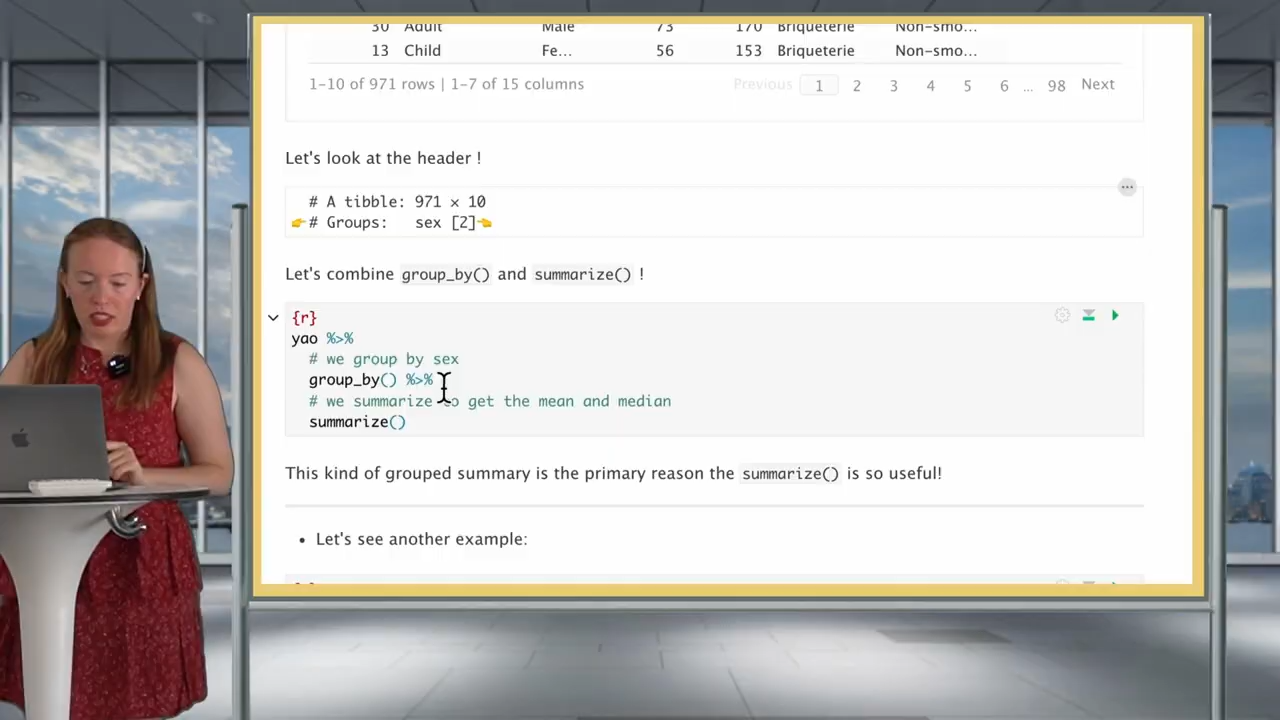 30 Adult Male 73 170 Briqueterie Non-smo...
13 Child Fe... 56 153 Briqueterie Non-smo...
1-10 of 971 rows | 1-7 of 15 columns Previous 1 2 3 4 5 6 ... 98 Next
Let's look at the header !
# A tibble: 971 × 10
👉# Groups: sex [2]👈
Let's combine group_by() and summarize() !
{r}
yao %>%
# we group by sex
group_by() %>%
# we summarize to get the mean and median
summarize()
This kind of grouped summary is the primary reason the summarize() is so useful!
• Let's see another example: